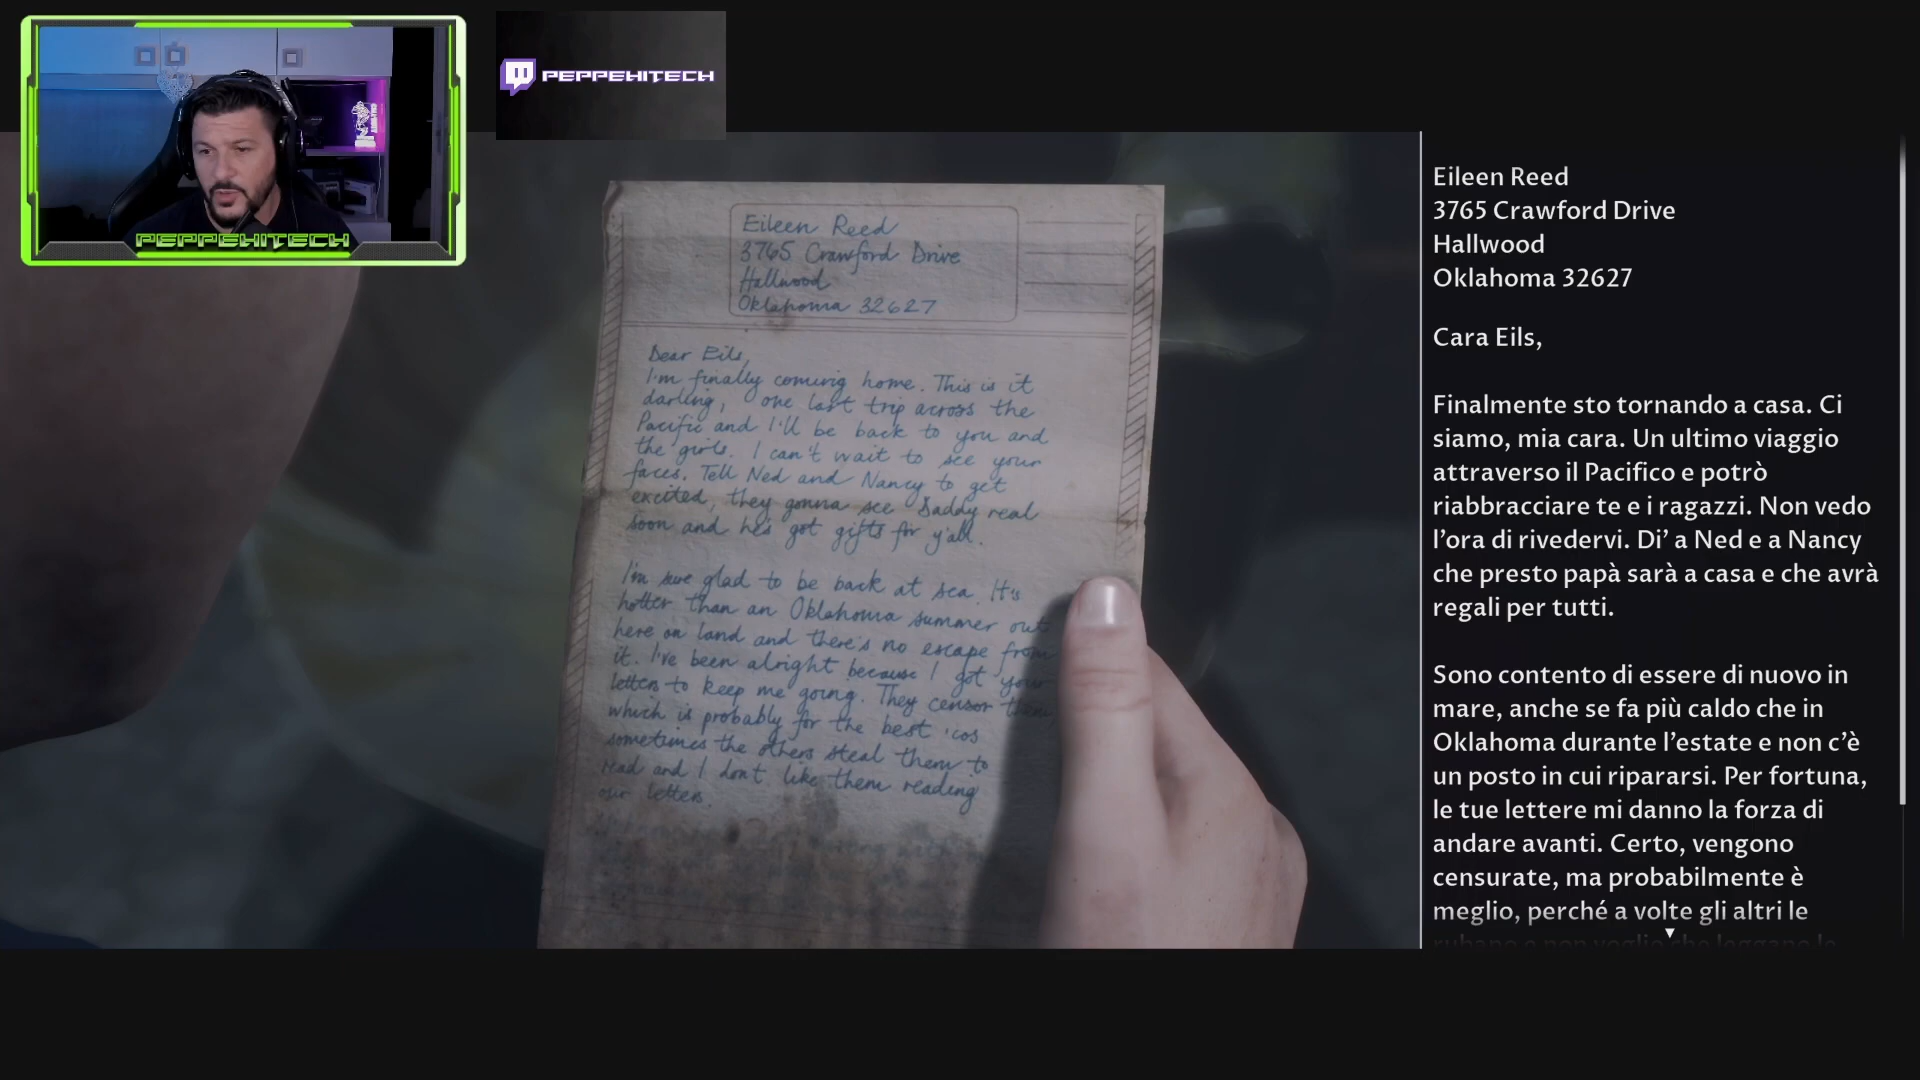 PEPPEHITECH
PEPPEHITECH
Eileen Reed
3765 Crawford Drive
Hallwood
Oklahoma 32627
Dear Eils,
I'm finally coming home. This is it
darling, one last trip across the
Pacific and I'll be back to you and
the girls. I can't wait to see your
faces. Tell Ned and Nancy to get
excited, they gonna see Daddy real
soon and he's got gifts for y'all.
I'm sure glad to be back at sea. It's
hotter than an Oklahoma summer out
here on land and there's no escape from
it. I've been alright because I got your
letters to keep me going. They censor them
which is probably for the best 'cos
sometimes the others steal them to
read and I don't like them reading
our letters.
Eileen Reed
3765 Crawford Drive
Hallwood
Oklahoma 32627
Cara Eils,
Finalmente sto tornando a casa. Ci
siamo, mia cara. Un ultimo viaggio
attraverso il Pacifico e potrò
riabbracciare te e i ragazzi. Non vedo
l'ora di rivedervi. Di' a Ned e a Nancy
che presto papà sarà a casa e che avrà
regali per tutti.
Sono contento di essere di nuovo in
mare, anche se fa più caldo che in
Oklahoma durante l'estate e non c'è
un posto in cui ripararsi. Per fortuna,
le tue lettere mi danno la forza di
andare avanti. Certo, vengono
censurate, ma probabilmente è
meglio, perché a volte gli altri le
rubano e non voglio che leggano le